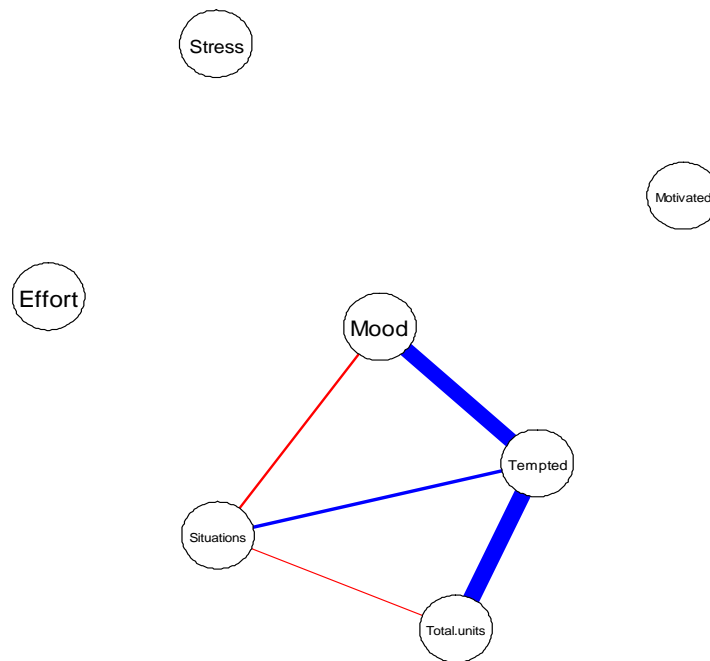 Stress
Motivated
Effort
Mood
Tempted
Situations
Total.units